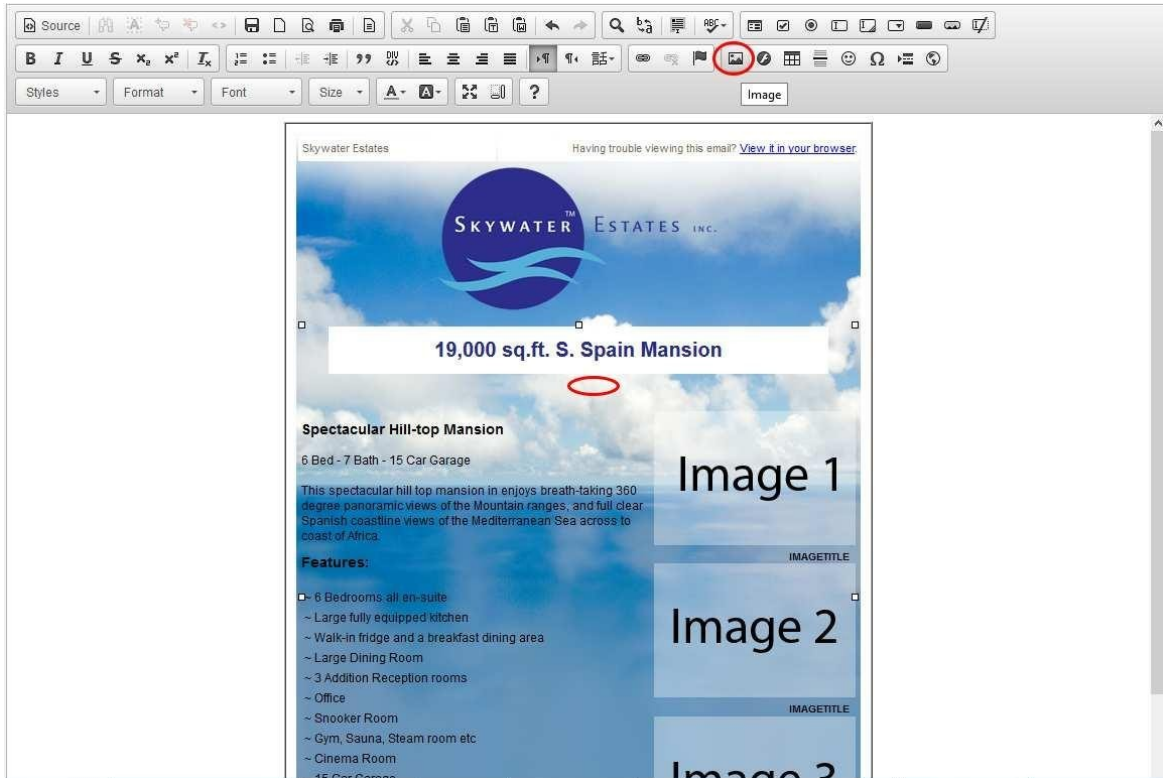 Source
Styles Format Font Size A A ?
Image
Skywater Estates Having trouble viewing this email? View it in your browser.
SKYWATER™ ESTATES INC.
19,000 sq.ft. S. Spain Mansion
Spectacular Hill-top Mansion
6 Bed - 7 Bath - 15 Car Garage
This spectacular hill top mansion in enjoys breath-taking 360
degree panoramic views of the Mountain ranges, and full clear
Spanish coastline views of the Mediterranean Sea across to
coast of Africa.
Features:
~ 6 Bedrooms all en-suite
~ Large fully equipped kitchen
~ Walk-in fridge and a breakfast dining area
~ Large Dining Room
~ 3 Addition Reception rooms
~ Office
~ Snooker Room
~ Gym, Sauna, Steam room etc
~ Cinema Room
~ 15 Car Garage
Image 1
IMAGETITLE
Image 2
IMAGETITLE
Image 3